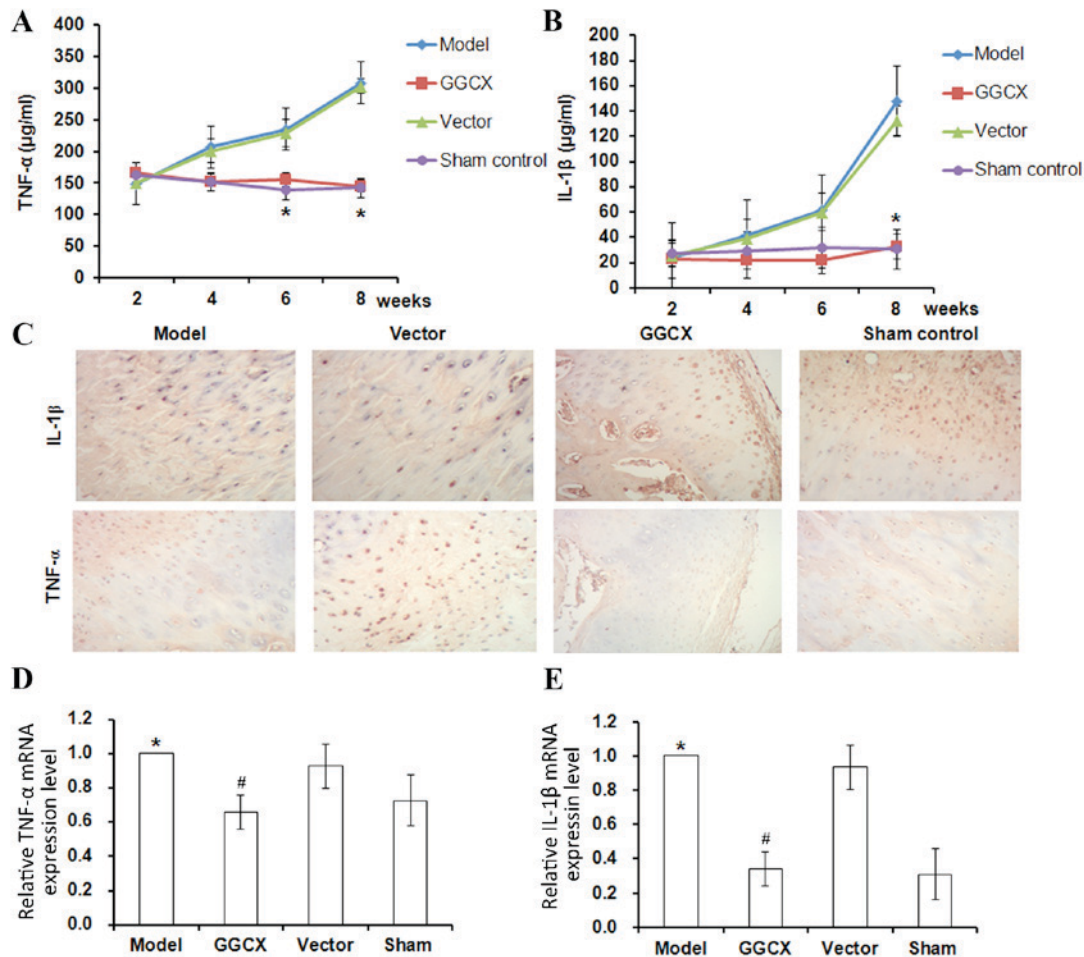 A
400
350
300
250
200
150
100
50
0
TNF-α (µg/ml)
2 4 6 8 weeks
* *
Model
GGCX
Vector
Sham control
B
200
180
160
140
120
100
80
60
40
20
0
IL-1β (µg/ml)
2 4 6 8 weeks
*
Model
GGCX
Vector
Sham control
C
Model Vector GGCX Sham control
IL-1β
TNF-α
D
Relative TNF-α mRNA
expression level
1.2
1.0
0.8
0.6
0.4
0.2
0.0
* #
Model GGCX Vector Sham
E
Relative IL-1β mRNA
expressin level
1.2
1.0
0.8
0.6
0.4
0.2
0.0
* #
Model GGCX Vector Sham